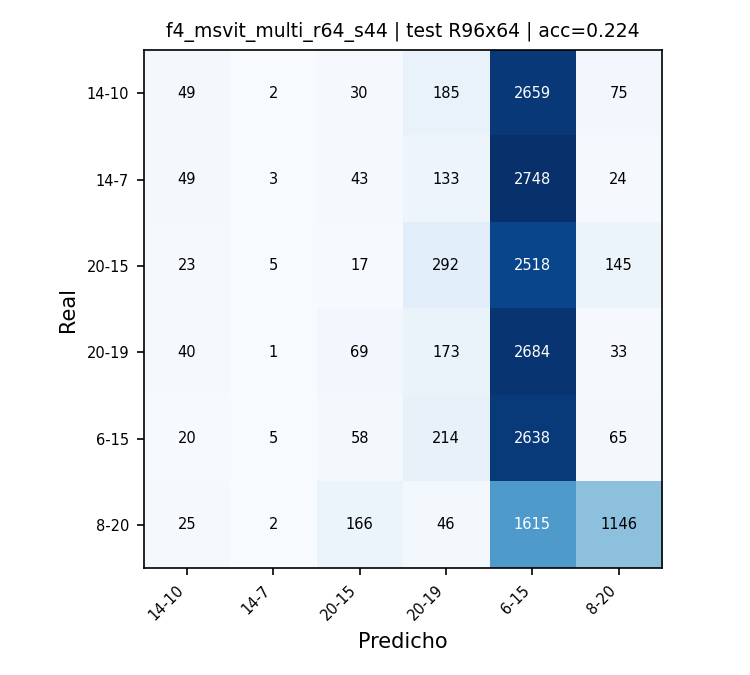 f4_msvit_multi_r64_s44 | test R96x64 | acc=0.224
Real
14-10 49 2 30 185 2659 75
14-7 49 3 43 133 2748 24
20-15 23 5 17 292 2518 145
20-19 40 1 69 173 2684 33
6-15 20 5 58 214 2638 65
8-20 25 2 166 46 1615 1146
14-10 14-7 20-15 20-19 6-15 8-20
Predicho